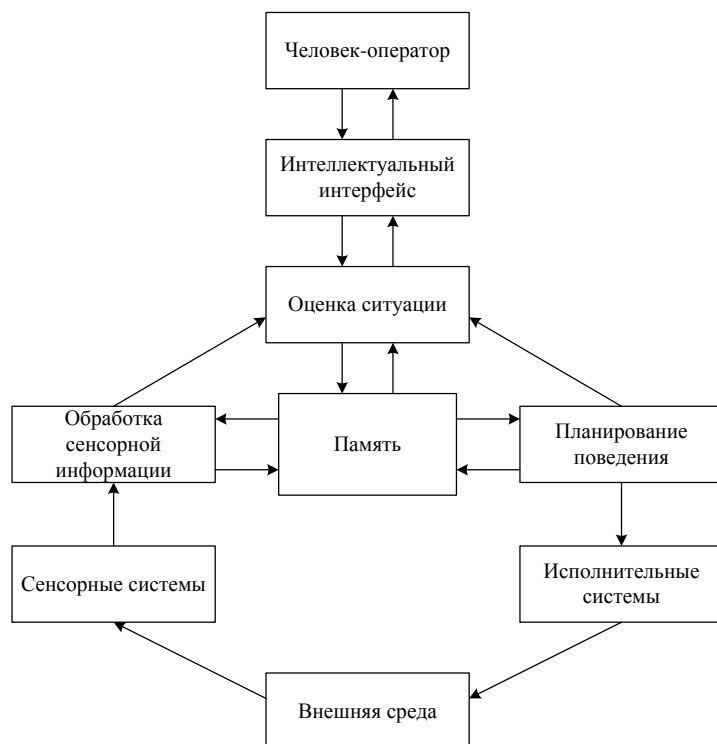 Человек-оператор
Интеллектуальный
интерфейс
Оценка ситуации
Обработка
сенсорной
информации
Память
Планирование
поведения
Сенсорные системы
Исполнительные
системы
Внешняя среда